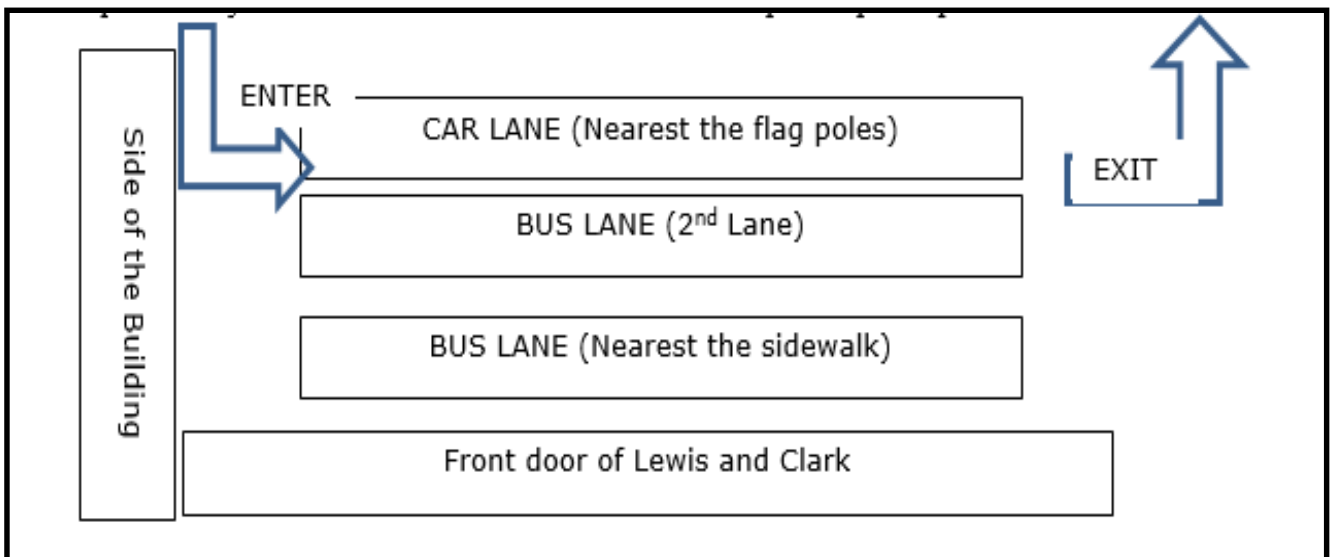 ENTER
CAR LANE (Nearest the flag poles)
EXIT
BUS LANE (2nd Lane)
BUS LANE (Nearest the sidewalk)
Side of the Building
Front door of Lewis and Clark